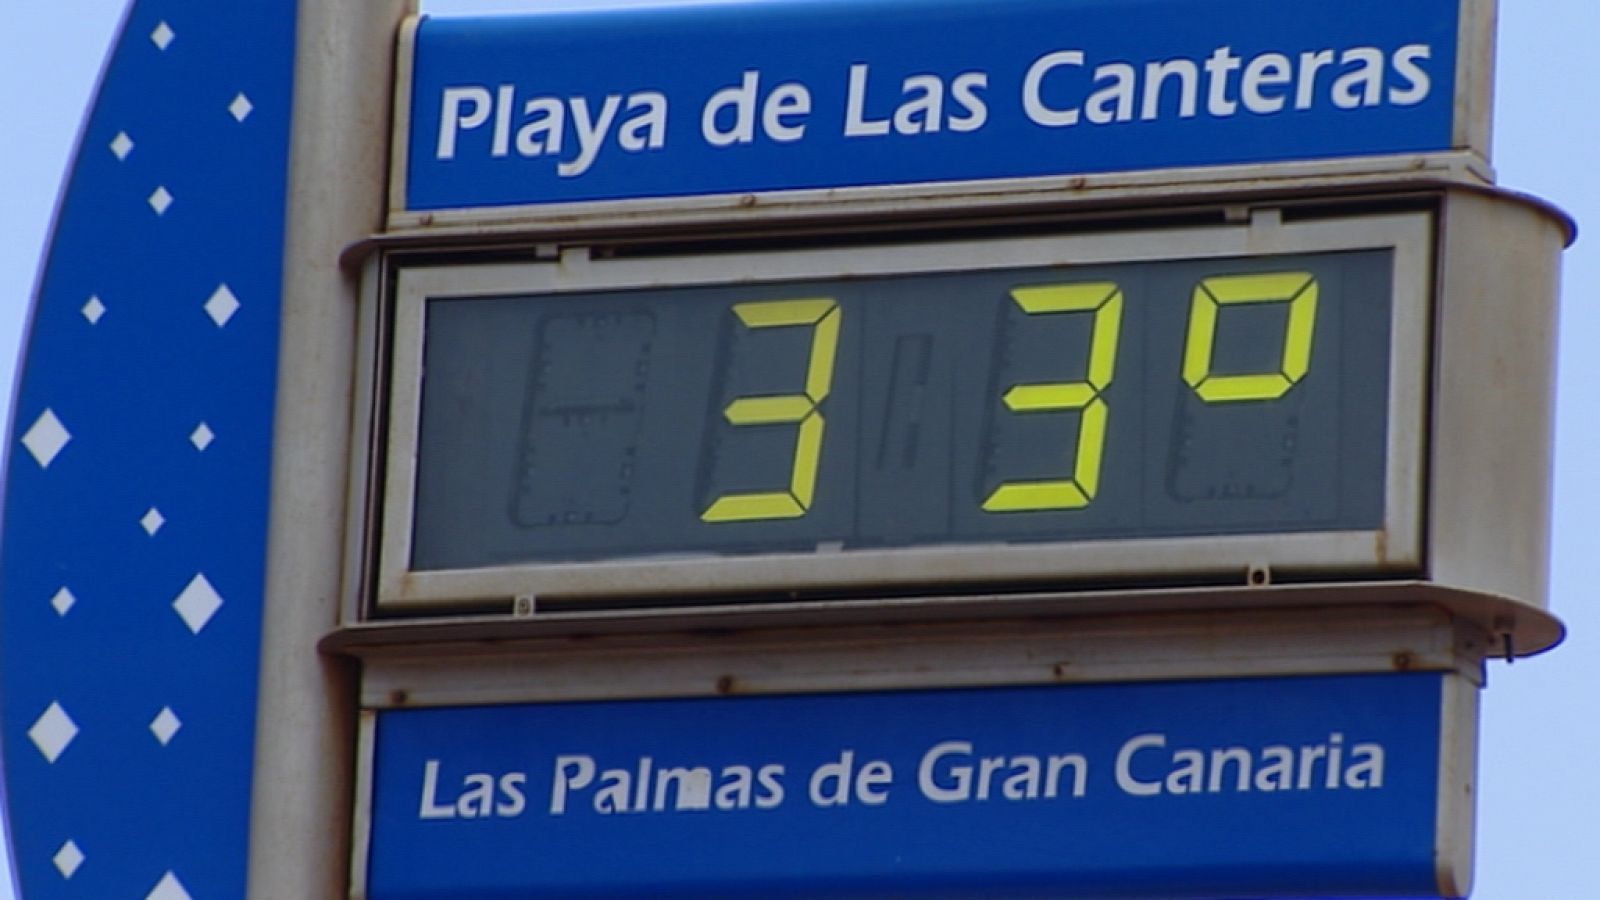 Playa de Las Canteras
33°
Las Palmas de Gran Canaria